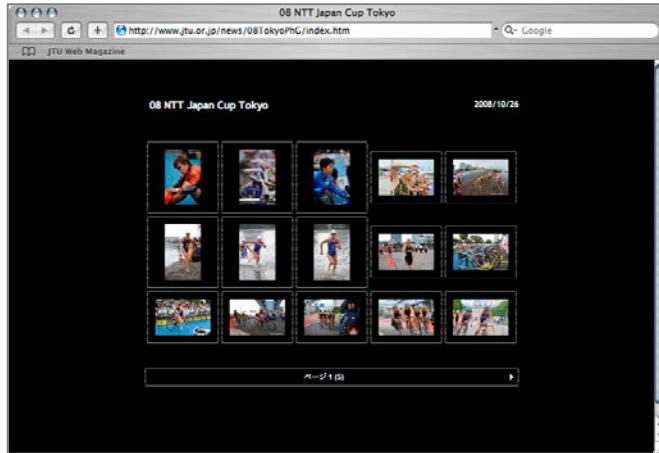 08 NTT Japan Cup Tokyo
http://www.jtu.or.jp/news/08TokyoPhG/index.htm
Google
JTU Web Magazine
08 NTT Japan Cup Tokyo
2008/10/26
ページ 1 (5)